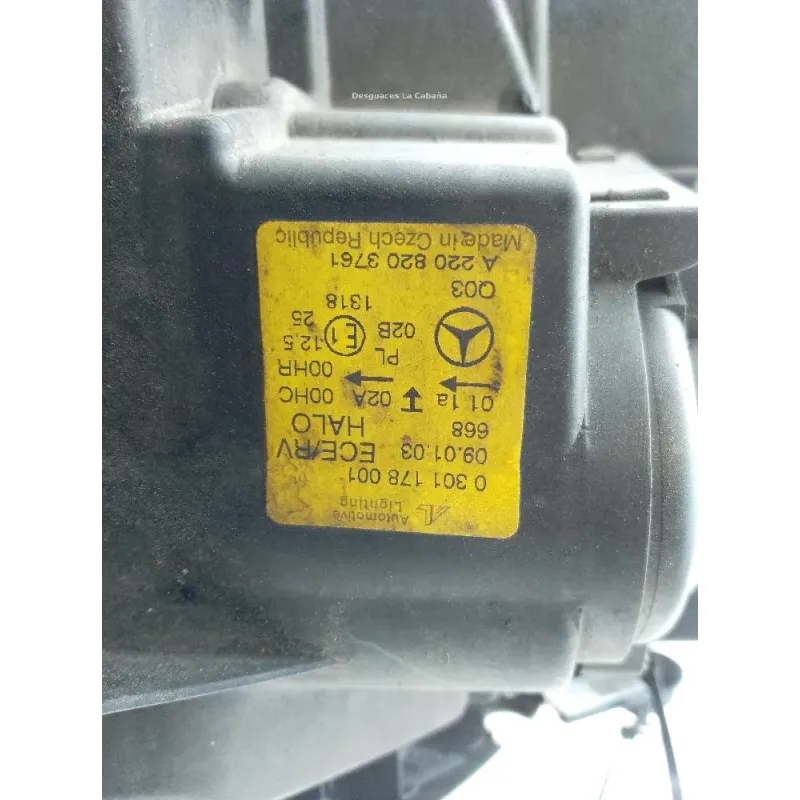 Desguaces La Cabaña
Automotive
Lighting
0 301 178 001
09.01.03 ECE/RV
668 HALO
01 1a 02A 00HC
00HR
PL 12,5
02B E1 25
Q03 1318
A 220 820 3761
Made in Czech Republic